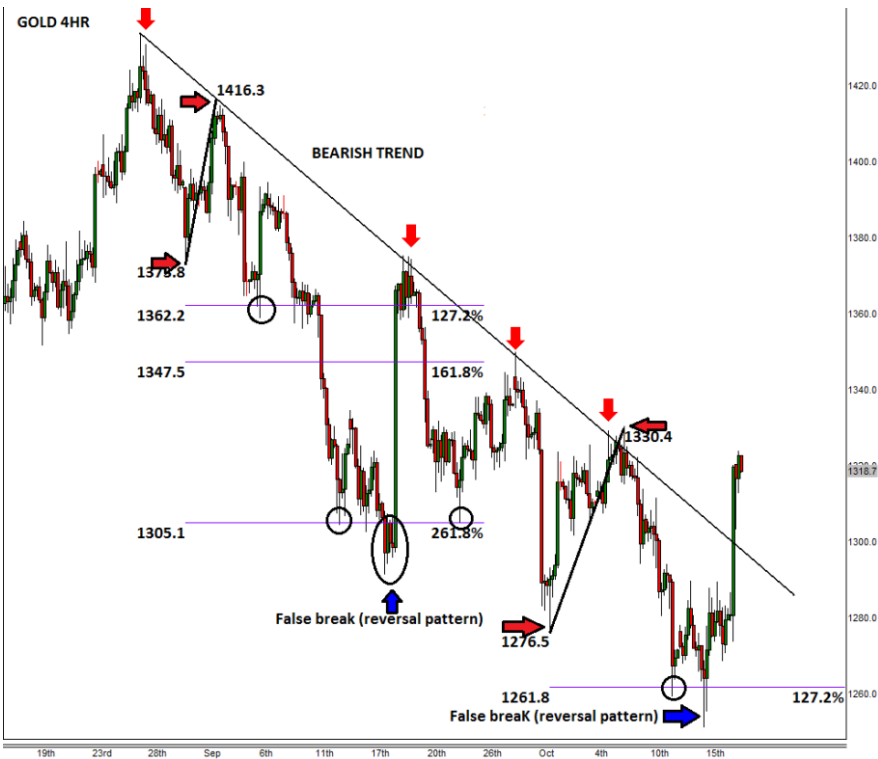 GOLD 4HR
1416.3
BEARISH TREND
1373.8
1362.2
127.2%
1347.5
161.8%
1305.1
261.8%
False break (reversal pattern)
1330.4
1276.5
1261.8
127.2%
False breaK (reversal pattern)
1420.0
1400.0
1380.0
1360.0
1340.0
1318.7
1300.0
1280.0
1260.0
19th
23rd
28th
Sep
6th
11th
17th
20th
26th
Oct
4th
10th
15th